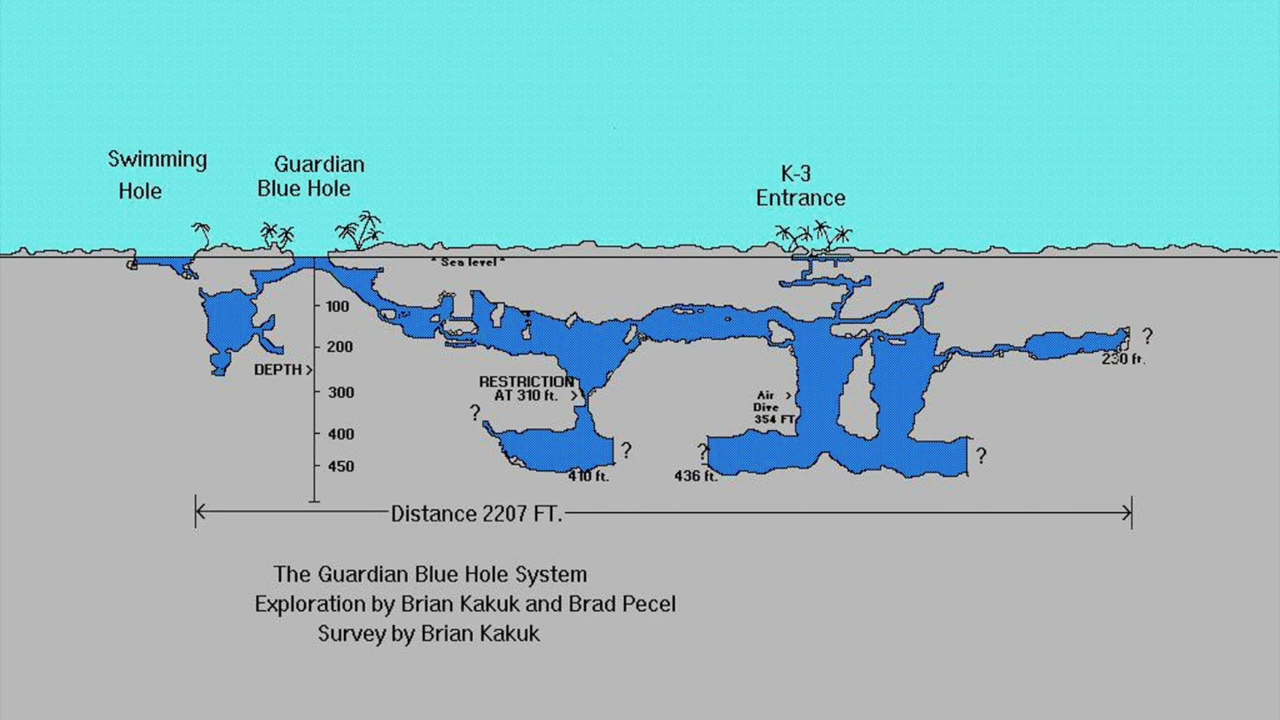 Swimming
Hole
Guardian
Blue Hole
K-3
Entrance
* Sea level *
100
200
DEPTH >
300
400
450
RESTRICTION
AT 310 ft. >
?
?
410 ft.
Air >
Dive
354 FT
?
436 ft.
?
?
230 ft.
Distance 2207 FT.
The Guardian Blue Hole System
Exploration by Brian Kakuk and Brad Pecel
Survey by Brian Kakuk